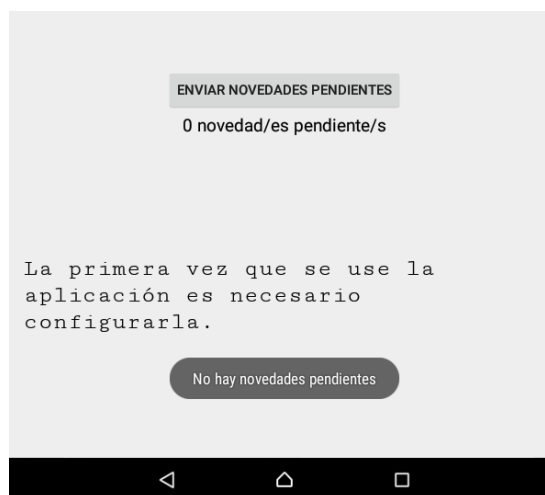 ENVIAR NOVEDADES PENDIENTES
0 novedad/es pendiente/s
La primera vez que se use la
aplicación es necesario
configurarla.
No hay novedades pendientes